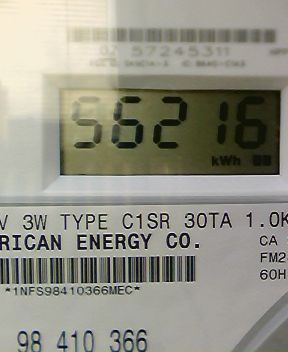 57245311
56216
kWh
V 3W TYPE C1SR 30TA 1.0K
RICAN ENERGY CO.
CA
FM2
60H
*1NFS98410366MEC*
98 410 366